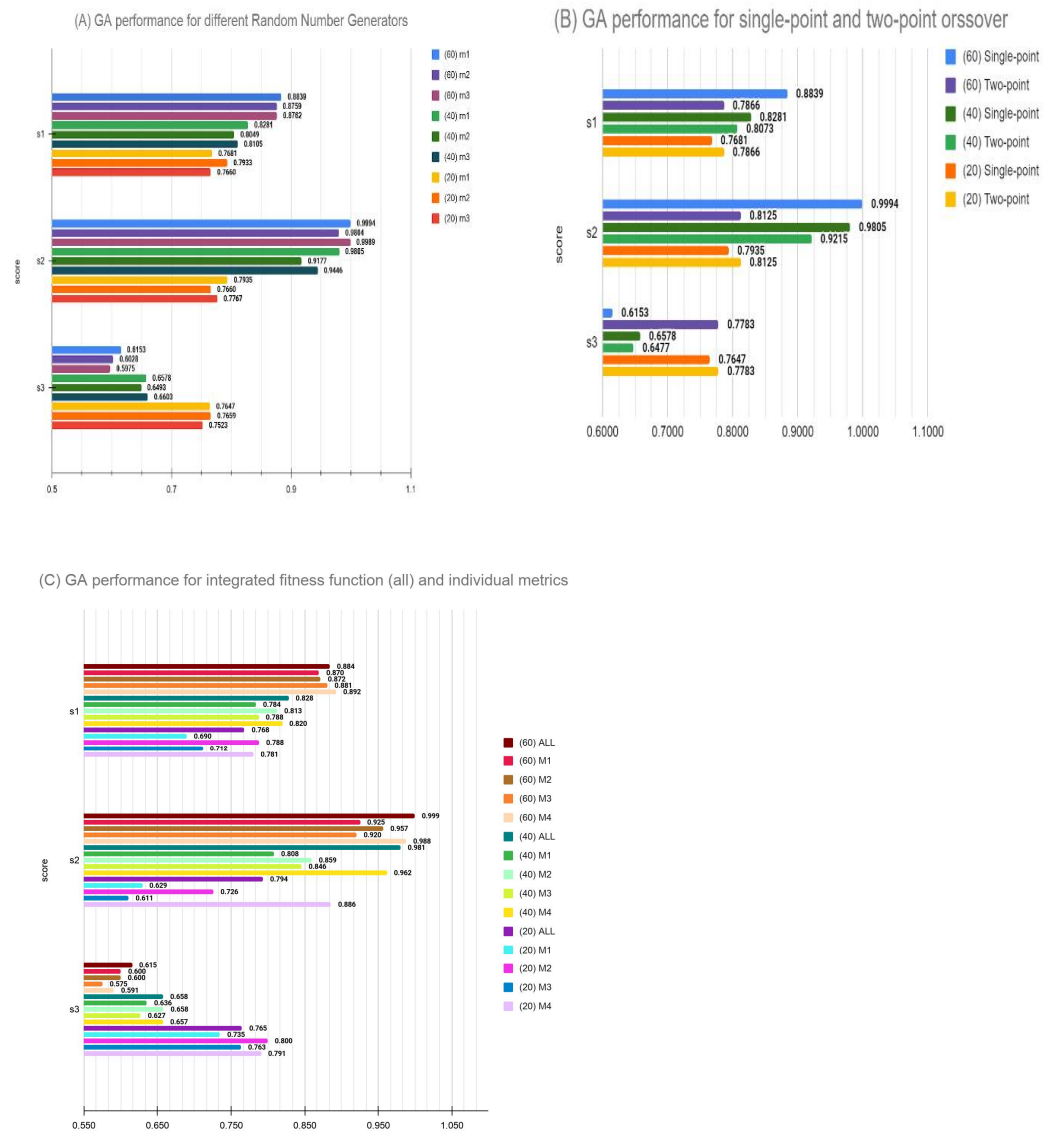 (A) GA performance for different Random Number Generators
(60) m1
(60) m2
(60) m3
(40) m1
(40) m2
(40) m3
(20) m1
(20) m2
(20) m3
score
s1
0.8839
0.8759
0.8762
0.8281
0.8049
0.8105
0.7681
0.7933
0.7660
s2
0.9994
0.9804
0.9989
0.9805
0.9177
0.9446
0.7935
0.7660
0.7767
s3
0.6153
0.6028
0.5975
0.6578
0.6493
0.6603
0.7647
0.7659
0.7523
0.5 0.7 0.9 1.1
(B) GA performance for single-point and two-point orssover
(60) Single-point
(60) Two-point
(40) Single-point
(40) Two-point
(20) Single-point
(20) Two-point
score
s1
0.8839
0.7866
0.8281
0.8073
0.7681
0.7866
s2
0.9994
0.8125
0.9805
0.9215
0.7935
0.8125
s3
0.6153
0.7783
0.6578
0.6477
0.7647
0.7783
0.6000 0.7000 0.8000 0.9000 1.0000 1.1000
(C) GA performance for integrated fitness function (all) and individual metrics
score
s1
0.884
0.870
0.872
0.881
0.892
0.828
0.784
0.813
0.788
0.820
0.768
0.690
0.788
0.712
0.781
s2
0.999
0.925
0.957
0.920
0.988
0.981
0.808
0.859
0.846
0.962
0.794
0.629
0.726
0.611
0.886
s3
0.615
0.600
0.600
0.575
0.591
0.658
0.636
0.658
0.627
0.657
0.765
0.735
0.800
0.763
0.791
0.550 0.650 0.750 0.850 0.950 1.050
(60) ALL
(60) M1
(60) M2
(60) M3
(60) M4
(40) ALL
(40) M1
(40) M2
(40) M3
(40) M4
(20) ALL
(20) M1
(20) M2
(20) M3
(20) M4